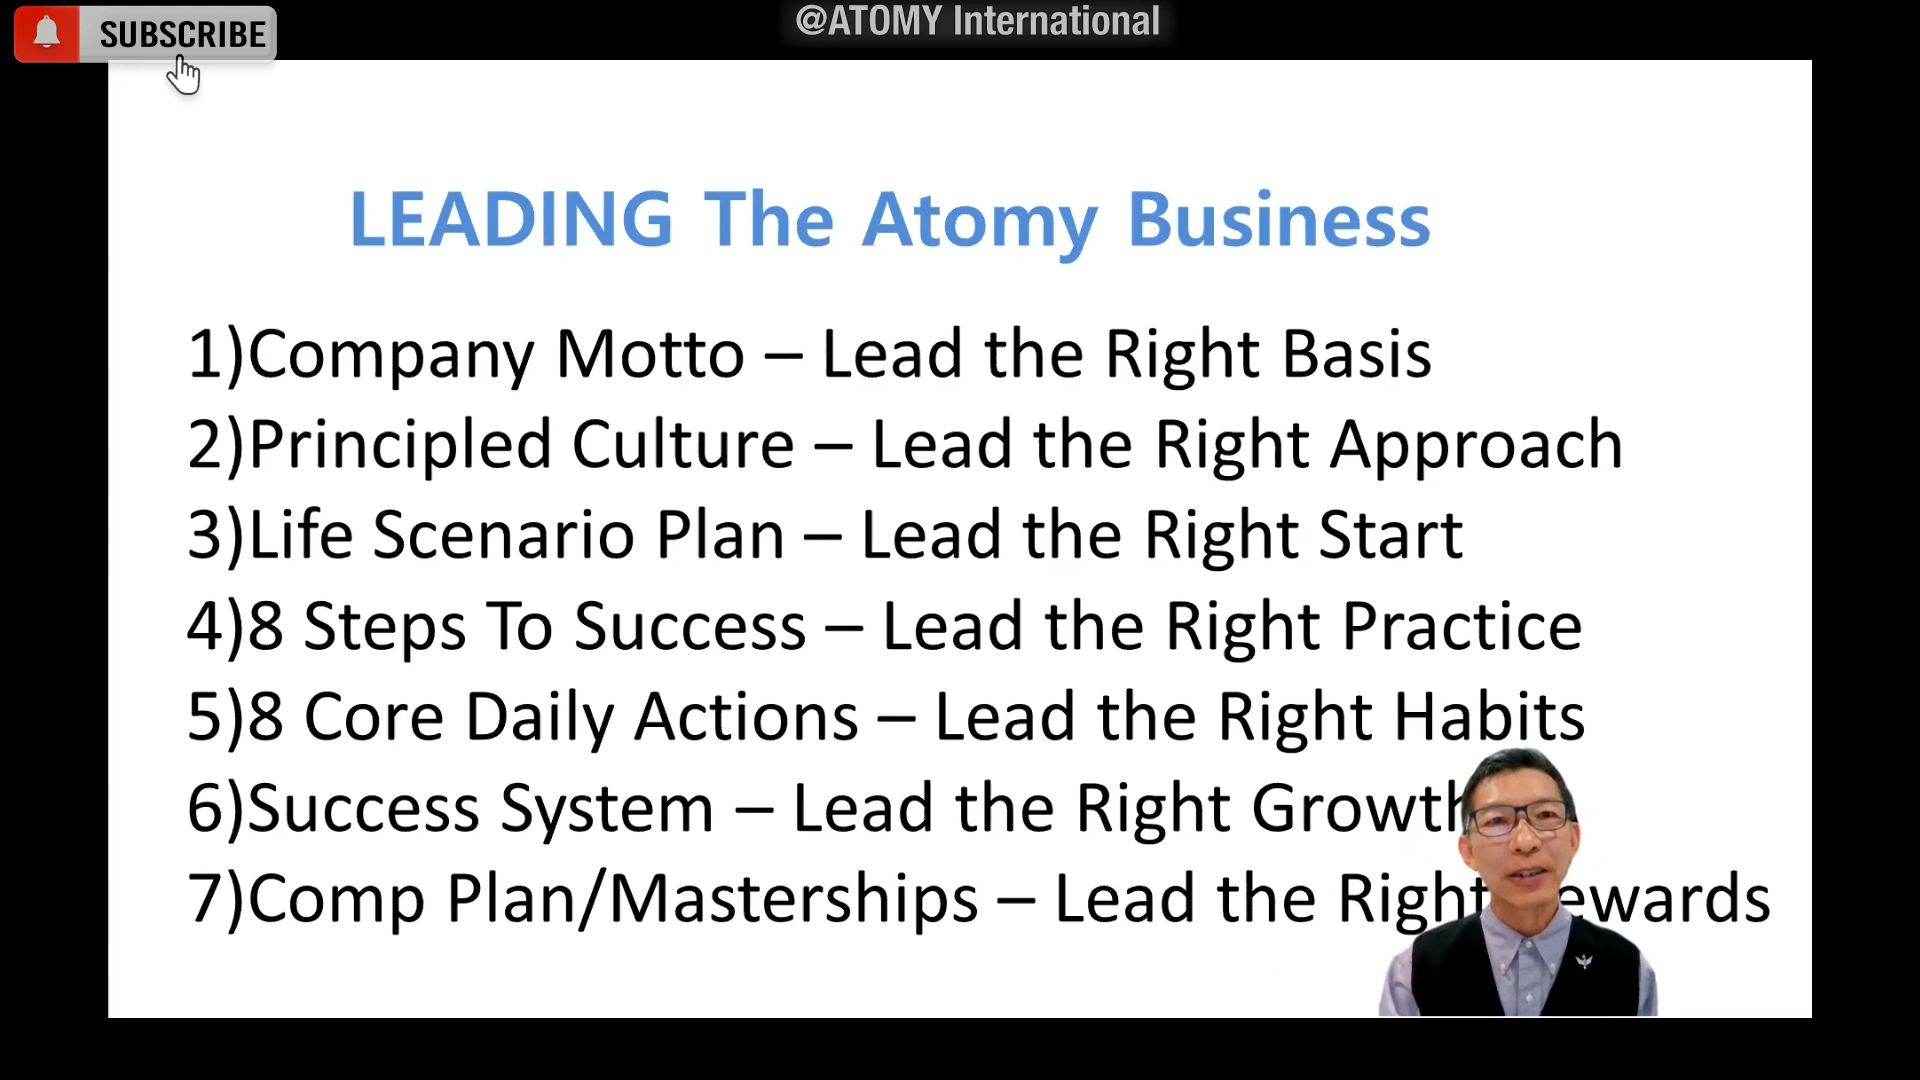 SUBSCRIBE
@ATOMY International
LEADING The Atomy Business
1)Company Motto – Lead the Right Basis
2)Principled Culture – Lead the Right Approach
3)Life Scenario Plan – Lead the Right Start
4)8 Steps To Success – Lead the Right Practice
5)8 Core Daily Actions – Lead the Right Habits
6)Success System – Lead the Right Growth
7)Comp Plan/Masterships – Lead the Right Rewards